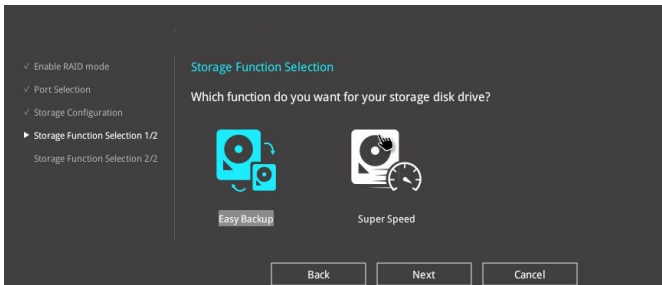 ✓ Enable RAID mode
✓ Port Selection
✓ Storage Configuration
▶ Storage Function Selection 1/2
Storage Function Selection 2/2
Storage Function Selection
Which function do you want for your storage disk drive?
Easy Backup
Super Speed
Back
Next
Cancel